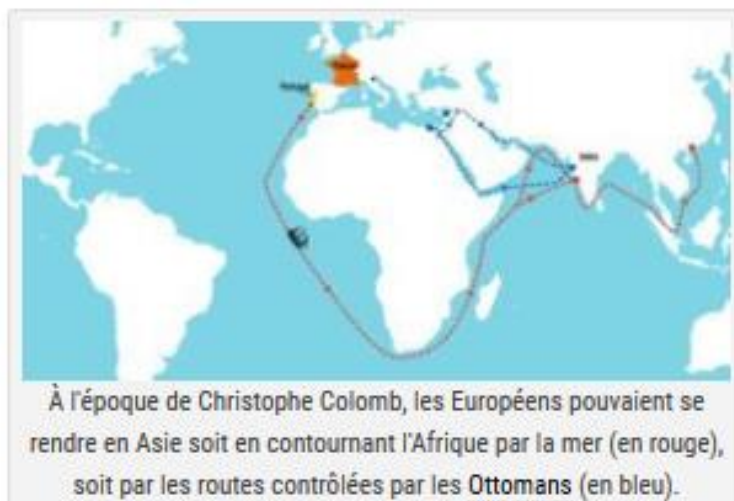 À l'époque de Christophe Colomb, les Européens pouvaient se
rendre en Asie soit en contournant l'Afrique par la mer (en rouge),
soit par les routes contrôlées par les Ottomans (en bleu).